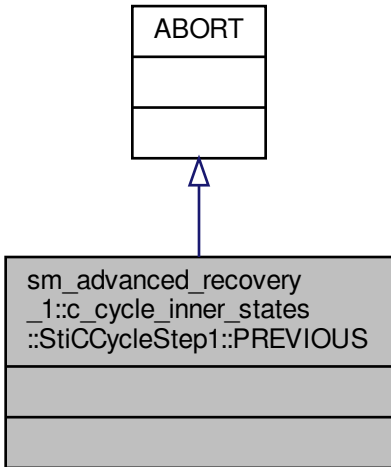 ABORT
sm_advanced_recovery
_1::c_cycle_inner_states
::StiCCycleStep1::PREVIOUS